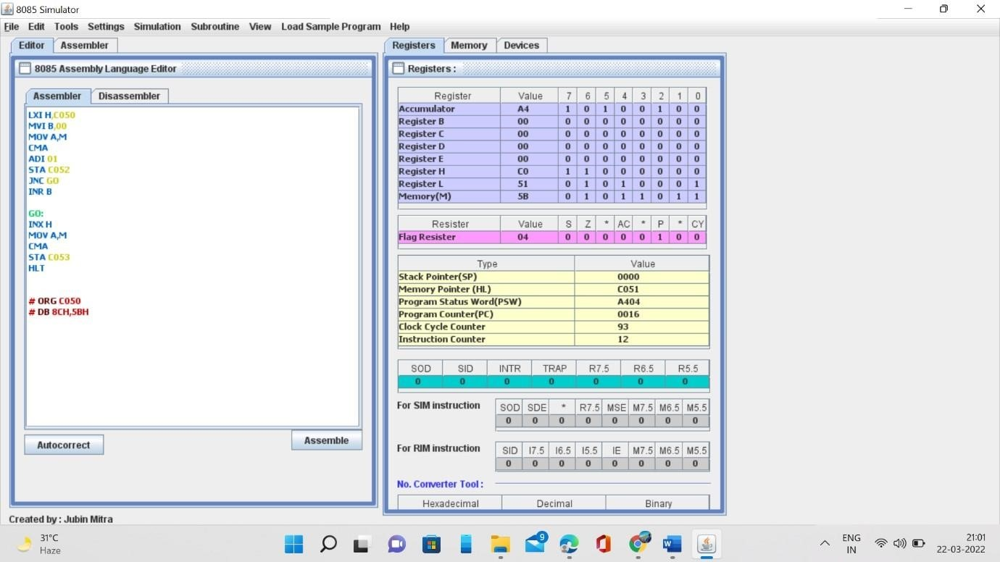 8085 Simulator
File Edit Tools Settings Simulation Subroutine View Load Sample Program Help
Editor Assembler
8085 Assembly Language Editor
Assembler Disassembler
LXI H,C050
MVI B,00
MOV A,M
CMA
ADI 01
STA C052
JNC GO
INR B
GO:
INX H
MOV A,M
CMA
STA C053
HLT
# ORG C050
# DB 8CH,5BH
Autocorrect Assemble
Created by : Jubin Mitra
Registers Memory Devices
Registers :
Register Value 7 6 5 4 3 2 1 0
Accumulator A4 1 0 1 0 0 1 0 0
Register B 00 0 0 0 0 0 0 0 0
Register C 00 0 0 0 0 0 0 0 0
Register D 00 0 0 0 0 0 0 0 0
Register E 00 0 0 0 0 0 0 0 0
Register H C0 1 1 0 0 0 0 0 0
Register L 51 0 1 0 1 0 0 0 1
Memory(M) 5B 0 1 0 1 1 0 1 1
Resister Value S Z * AC * P * CY
Flag Resister 04 0 0 0 0 0 1 0 0
Type Value
Stack Pointer(SP) 0000
Memory Pointer (HL) C051
Program Status Word(PSW) A404
Program Counter(PC) 0016
Clock Cycle Counter 93
Instruction Counter 12
SOD SID INTR TRAP R7.5 R6.5 R5.5
0 0 0 0 0 0 0
For SIM instruction SOD SDE * R7.5 MSE M7.5 M6.5 M5.5
0 0 0 0 0 0 0 0
For RIM instruction SID I7.5 I6.5 I5.5 IE M7.5 M6.5 M5.5
0 0 0 0 0 0 0 0
No. Converter Tool :
Hexadecimal Decimal Binary
31°C
Haze
9
ENG
IN
21:01
22-03-2022